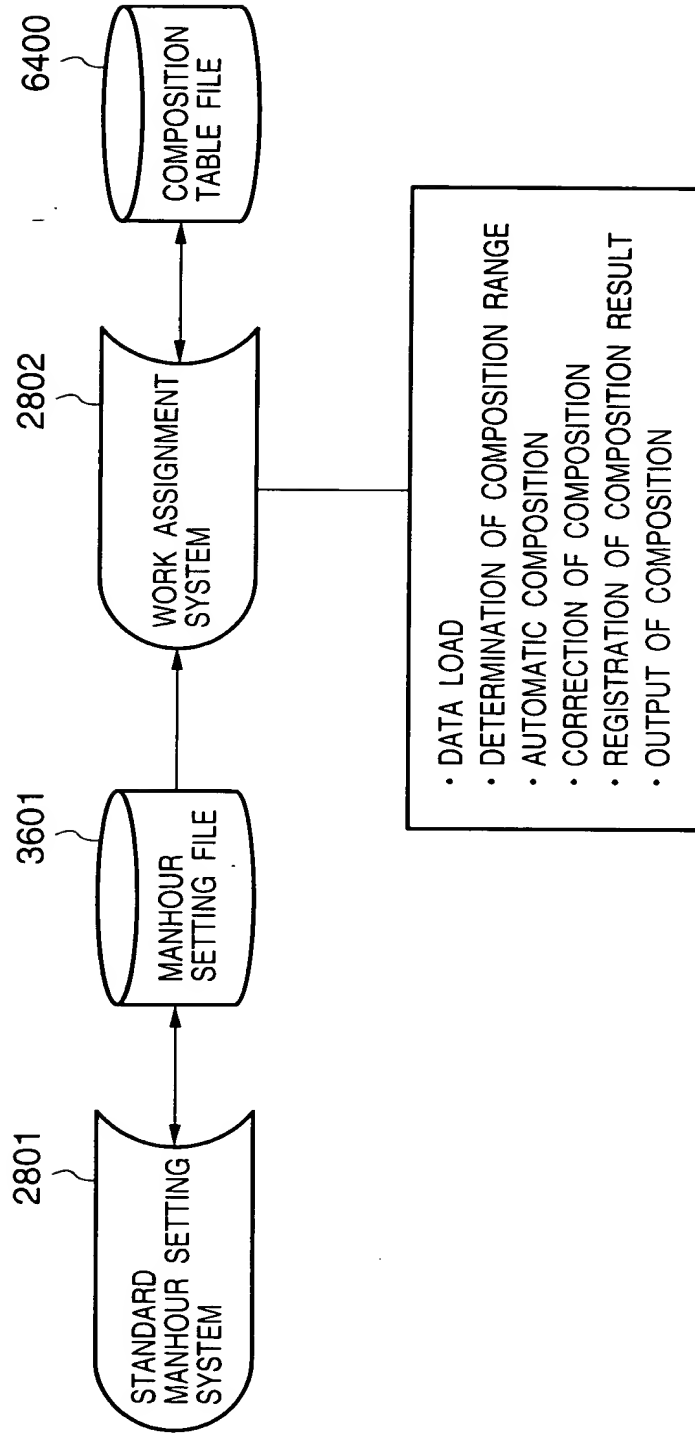 2801
STANDARD
MANHOUR SETTING
SYSTEM
3601
MANHOUR
SETTING FILE
2802
WORK ASSIGNMENT
SYSTEM
6400
COMPOSITION
TABLE FILE
· DATA LOAD
· DETERMINATION OF COMPOSITION RANGE
· AUTOMATIC COMPOSITION
· CORRECTION OF COMPOSITION
· REGISTRATION OF COMPOSITION RESULT
· OUTPUT OF COMPOSITION